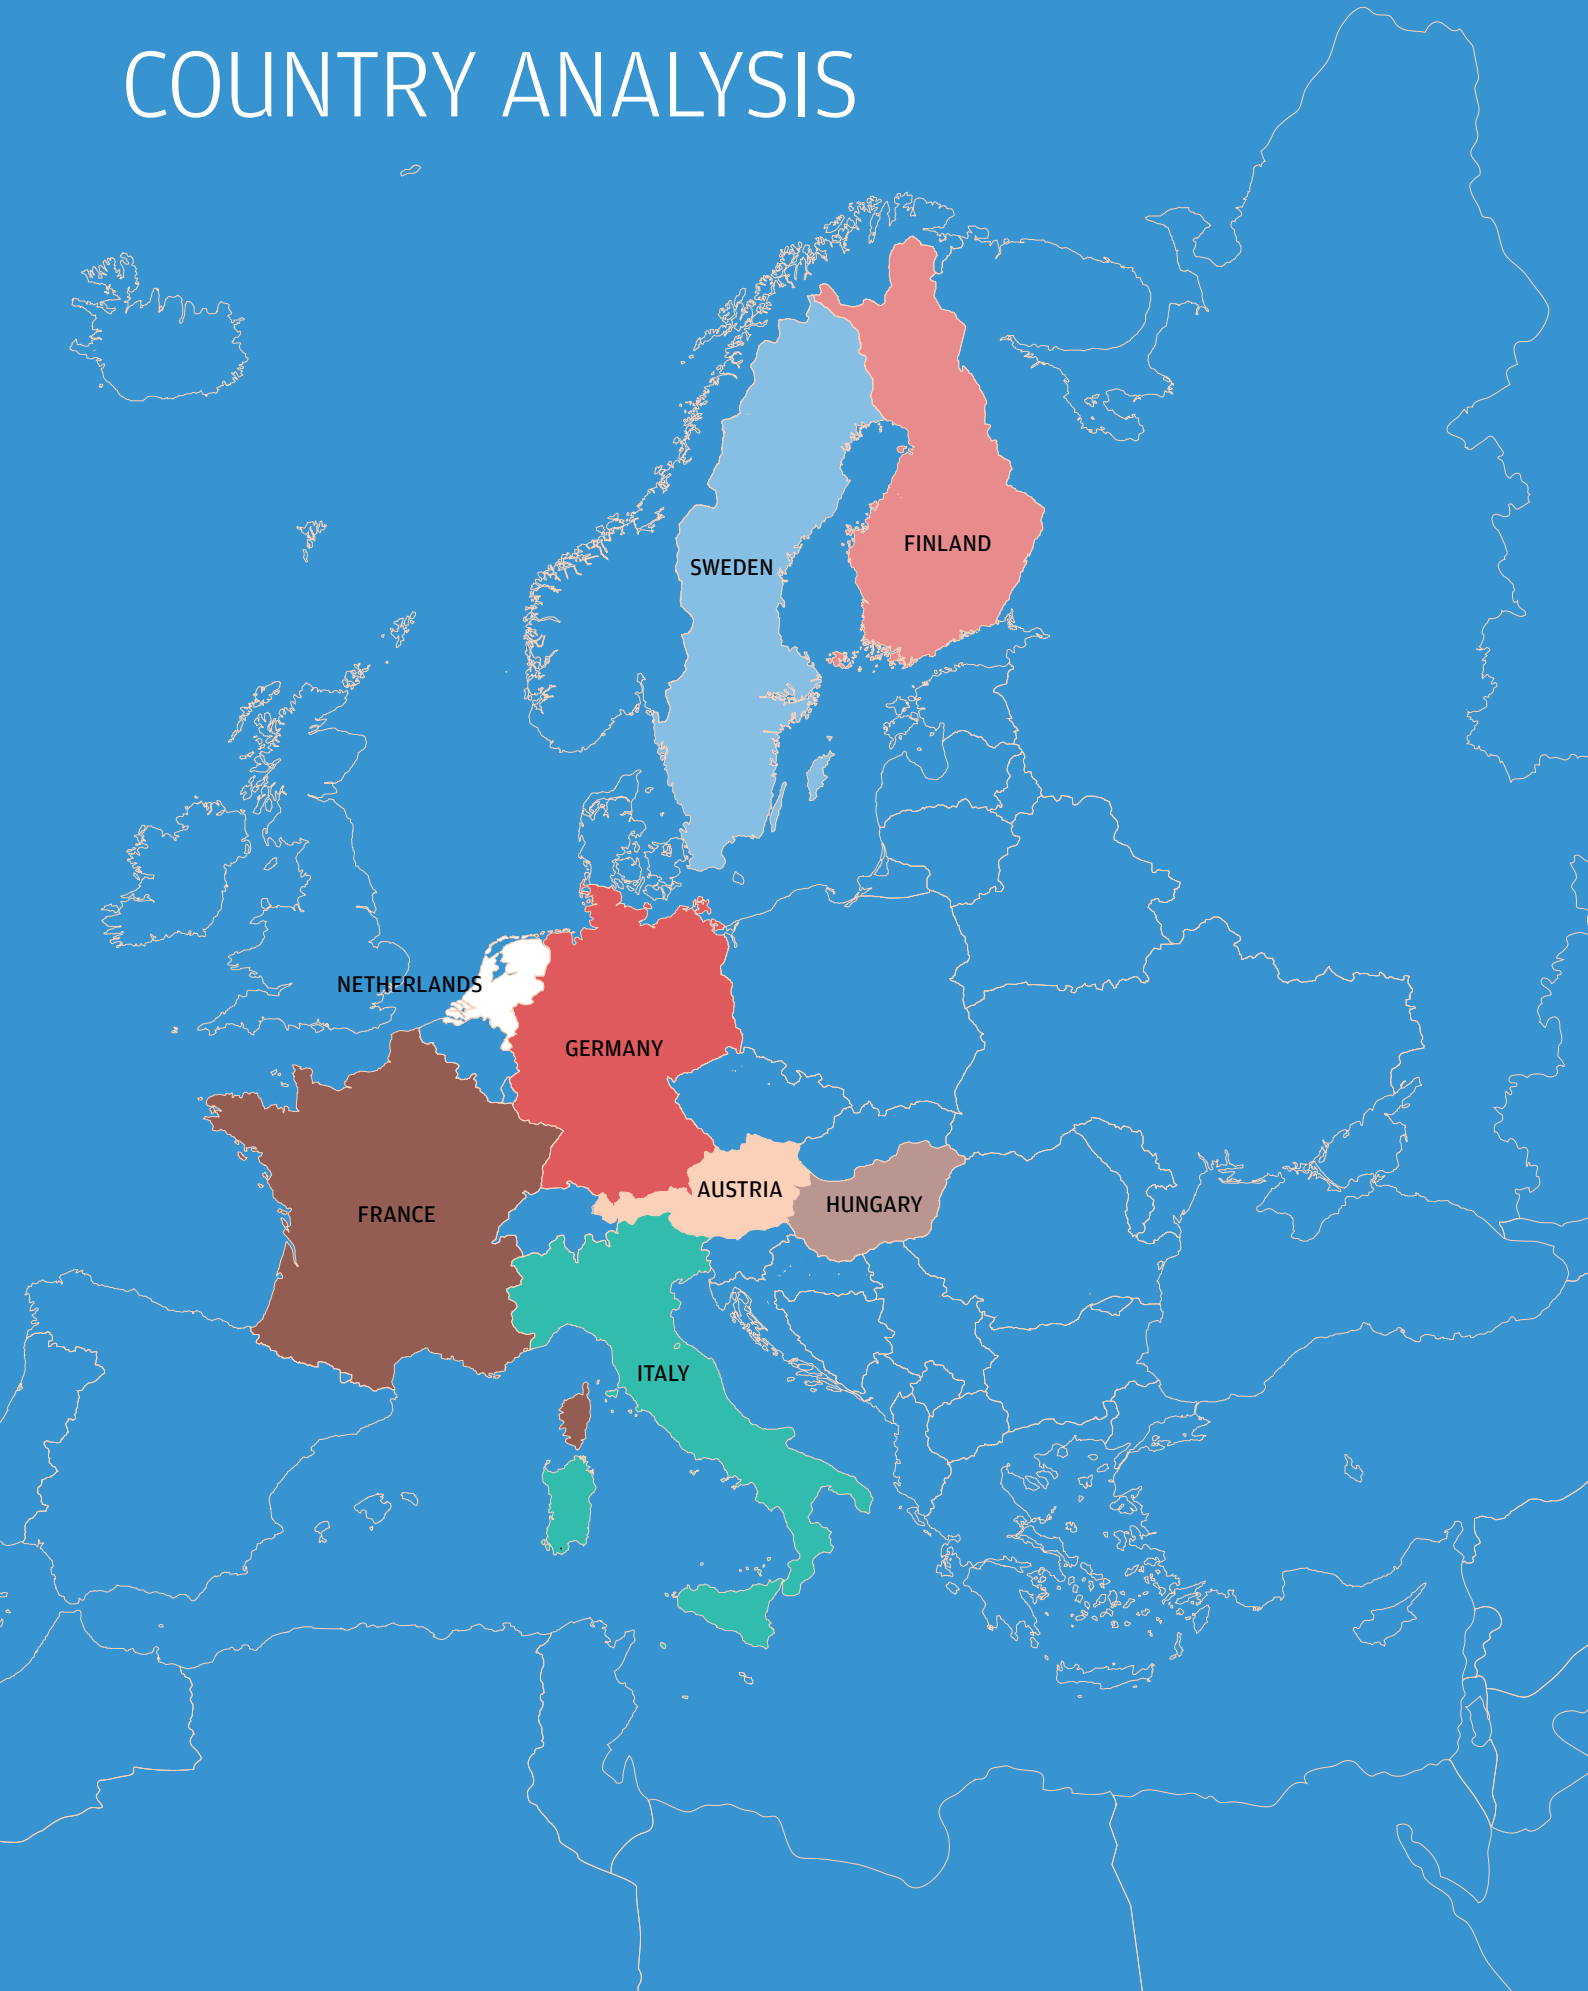 COUNTRY ANALYSIS
FINLAND
SWEDEN
NETHERLANDS
GERMANY
AUSTRIA
HUNGARY
FRANCE
ITALY